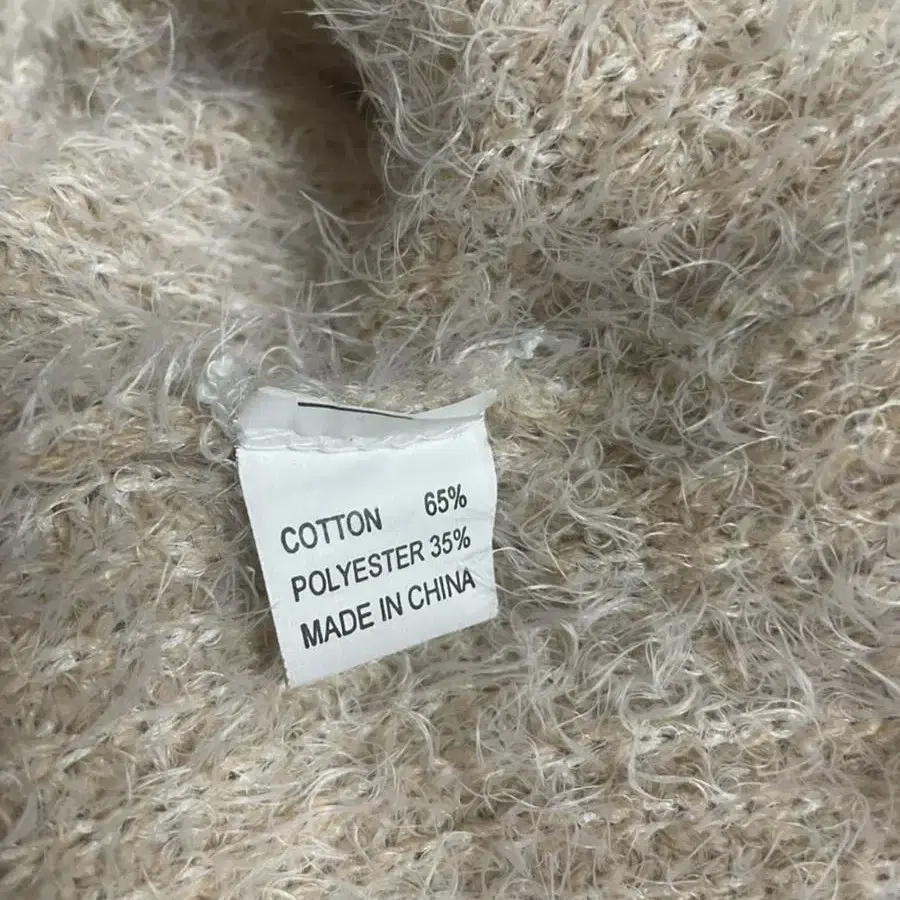 COTTON 65%
POLYESTER 35%
MADE IN CHINA